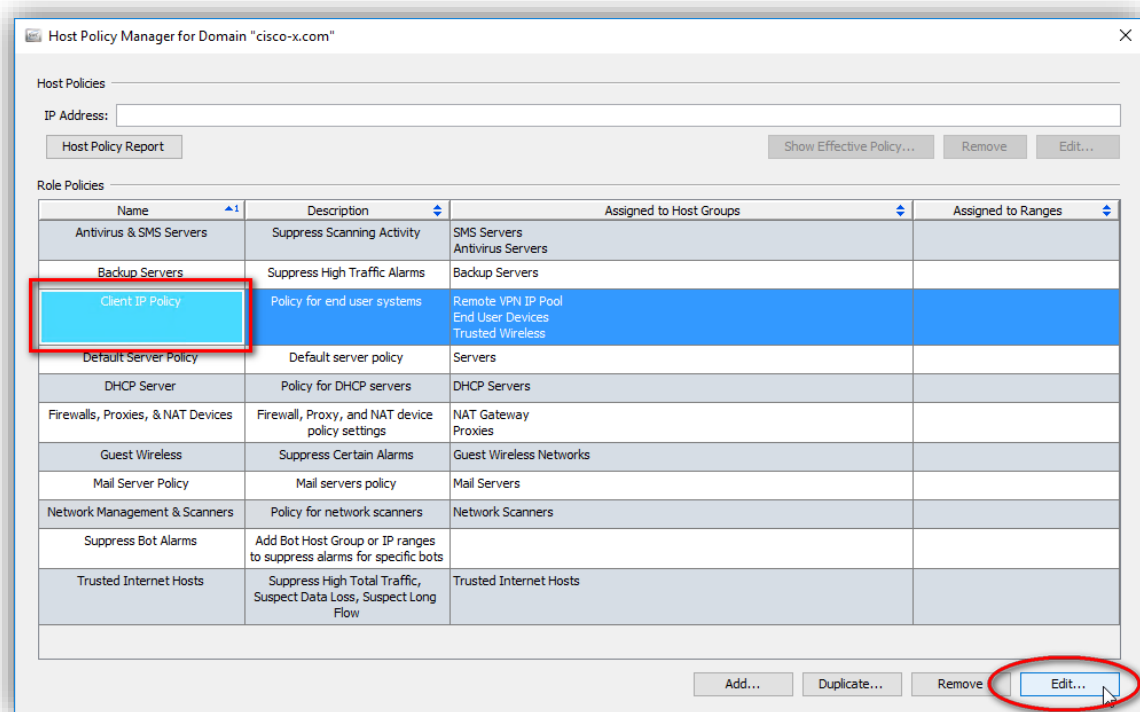 Host Policy Manager for Domain "cisco-x.com"
Host Policies
IP Address:
Host Policy Report
Show Effective Policy...
Remove
Edit...
Role Policies
Name 1 Description Assigned to Host Groups Assigned to Ranges
Antivirus & SMS Servers Suppress Scanning Activity SMS Servers
Antivirus Servers
Backup Servers Suppress High Traffic Alarms Backup Servers
Client IP Policy Policy for end user systems Remote VPN IP Pool
End User Devices
Trusted Wireless
Default Server Policy Default server policy Servers
DHCP Server Policy for DHCP servers DHCP Servers
Firewalls, Proxies, & NAT Devices Firewall, Proxy, and NAT device NAT Gateway
policy settings Proxies
Guest Wireless Suppress Certain Alarms Guest Wireless Networks
Mail Server Policy Mail servers policy Mail Servers
Network Management & Scanners Policy for network scanners Network Scanners
Suppress Bot Alarms Add Bot Host Group or IP ranges
to suppress alarms for specific bots
Trusted Internet Hosts Suppress High Total Traffic, Trusted Internet Hosts
Suspect Data Loss, Suspect Long
Flow
Add... Duplicate... Remove Edit...